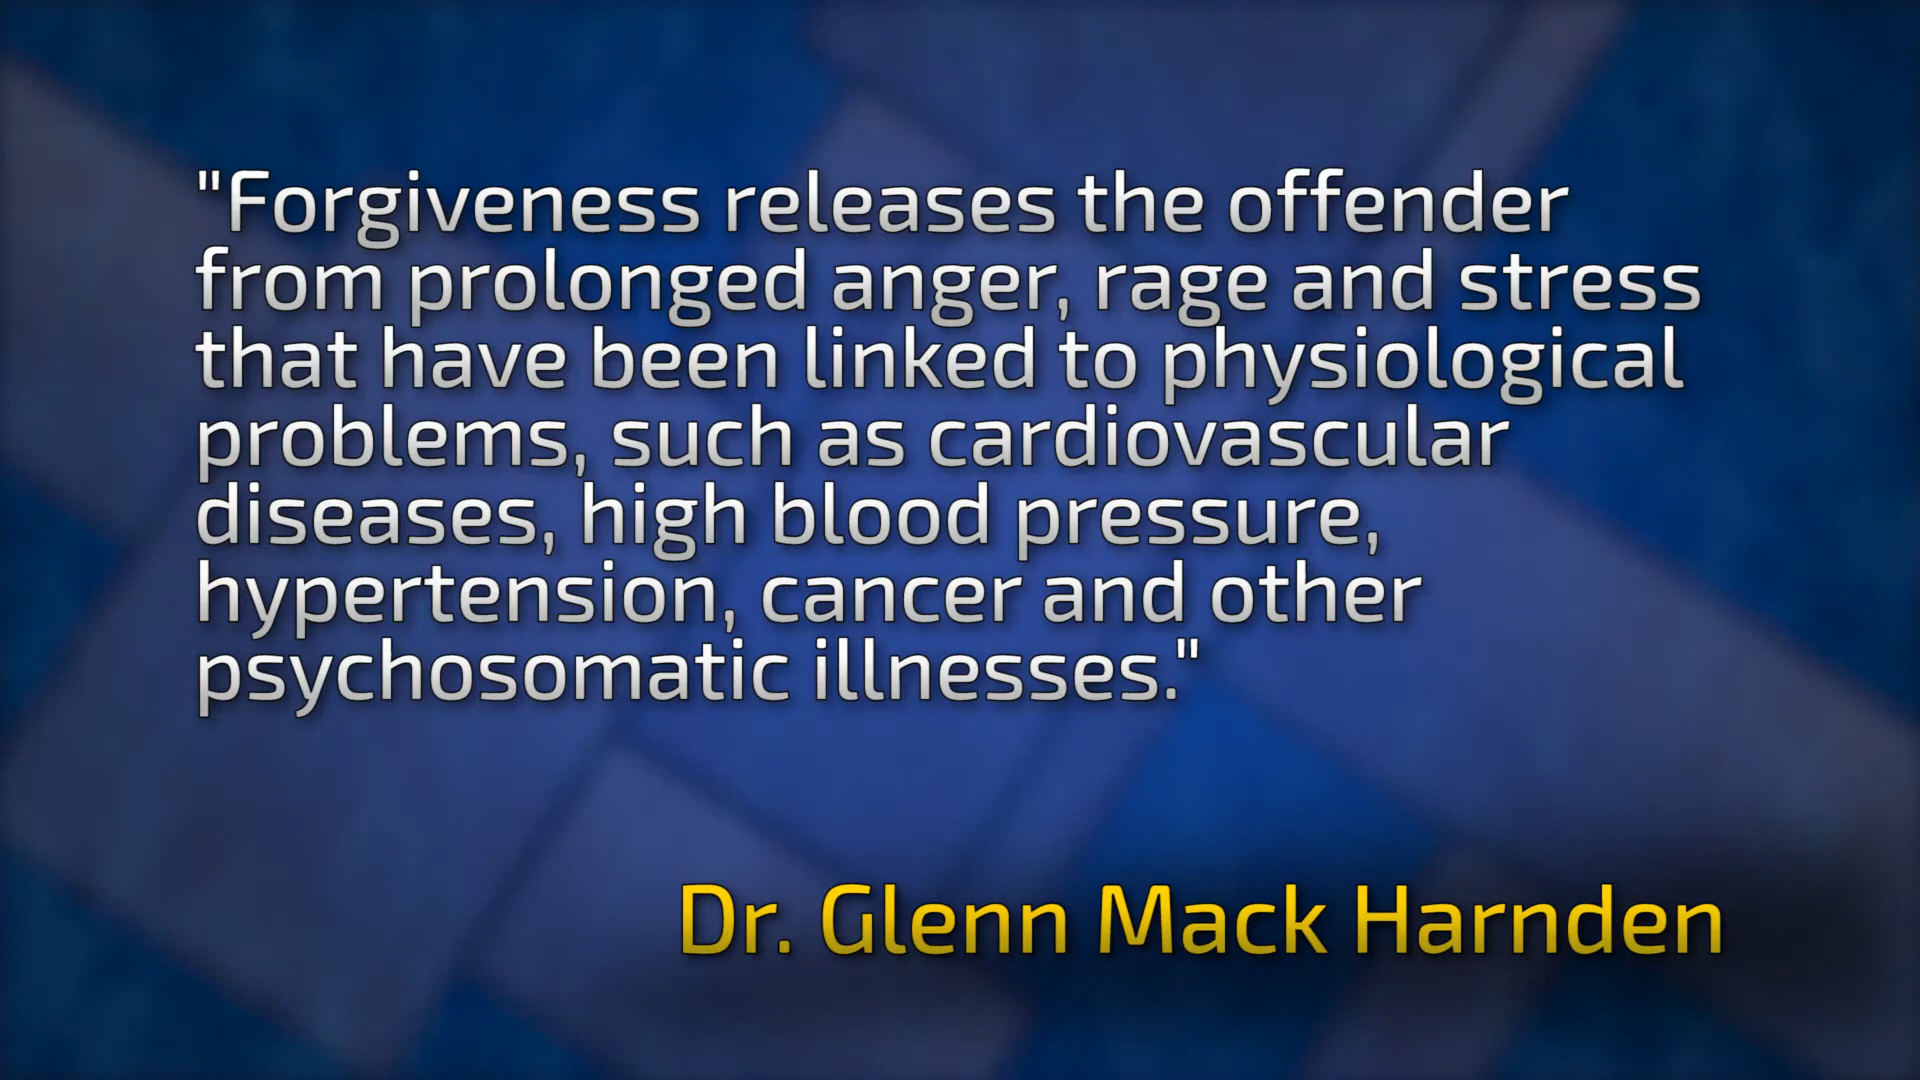 "Forgiveness releases the offender
from prolonged anger, rage and stress
that have been linked to physiological
problems, such as cardiovascular
diseases, high blood pressure,
hypertension, cancer and other
psychosomatic illnesses."
Dr. Glenn Mack Harnden